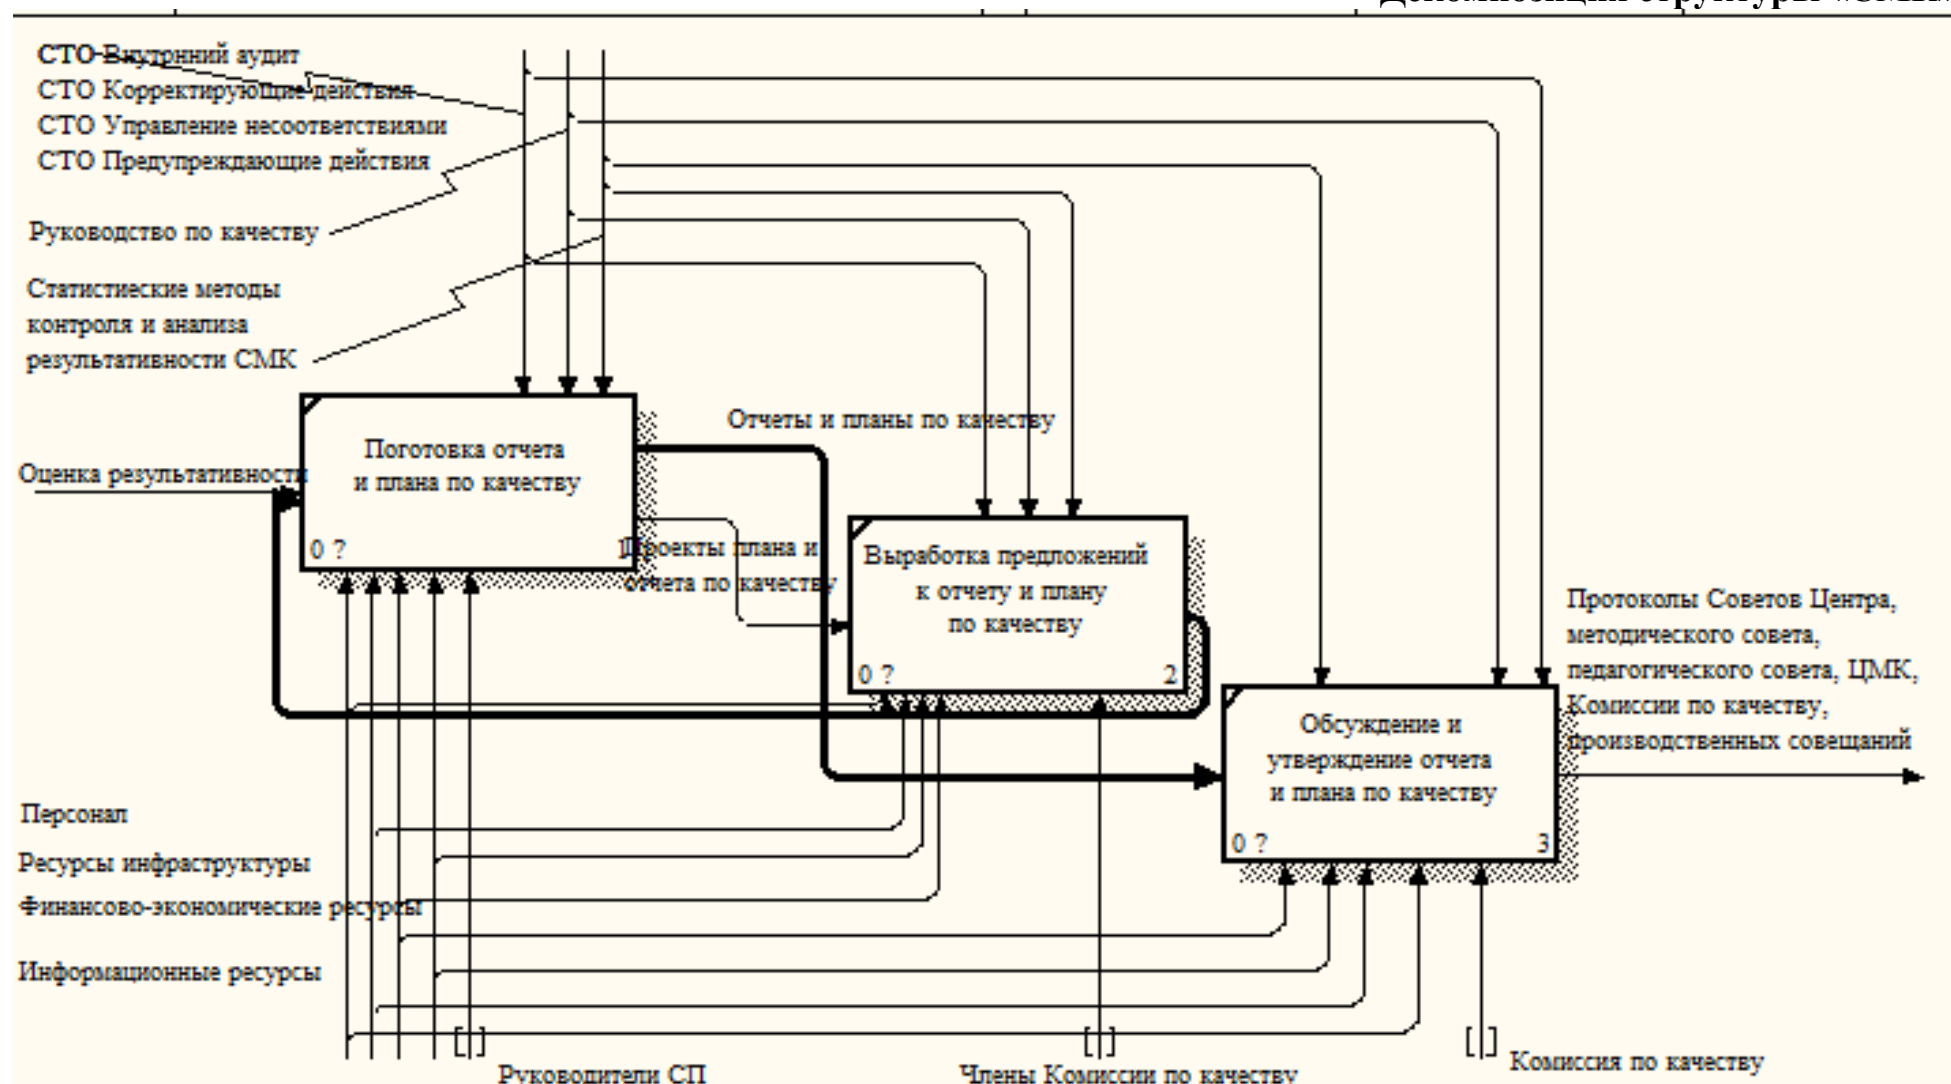 СТО Внутрнний аудит
СТО Корректирующие действия
СТО Управление несоответствиями
СТО Предупреждающие действия
Руководство по качеству
Статистиеские методы
контроля и анализа
результативности СМК
Отчеты и планы по качеству
Оценка результативности
Поготовка отчета
и плана по качеству
0 ?
1
Проекты плана и
отчета по качеству
Выработка предложений
к отчету и плану
по качеству
0 ?
2
Протоколы Советов Центра,
методического совета,
педагогического совета, ЦМК,
Комиссии по качеству,
производственных совещаний
Обсуждение и
утверждение отчета
и плана по качеству
0 ?
3
Персонал
Ресурсы инфраструктуры
Финансово-экономические ресурсы
Информационные ресурсы
Руководители СП
Члены Комиссии по качеству
Комиссия по качеству